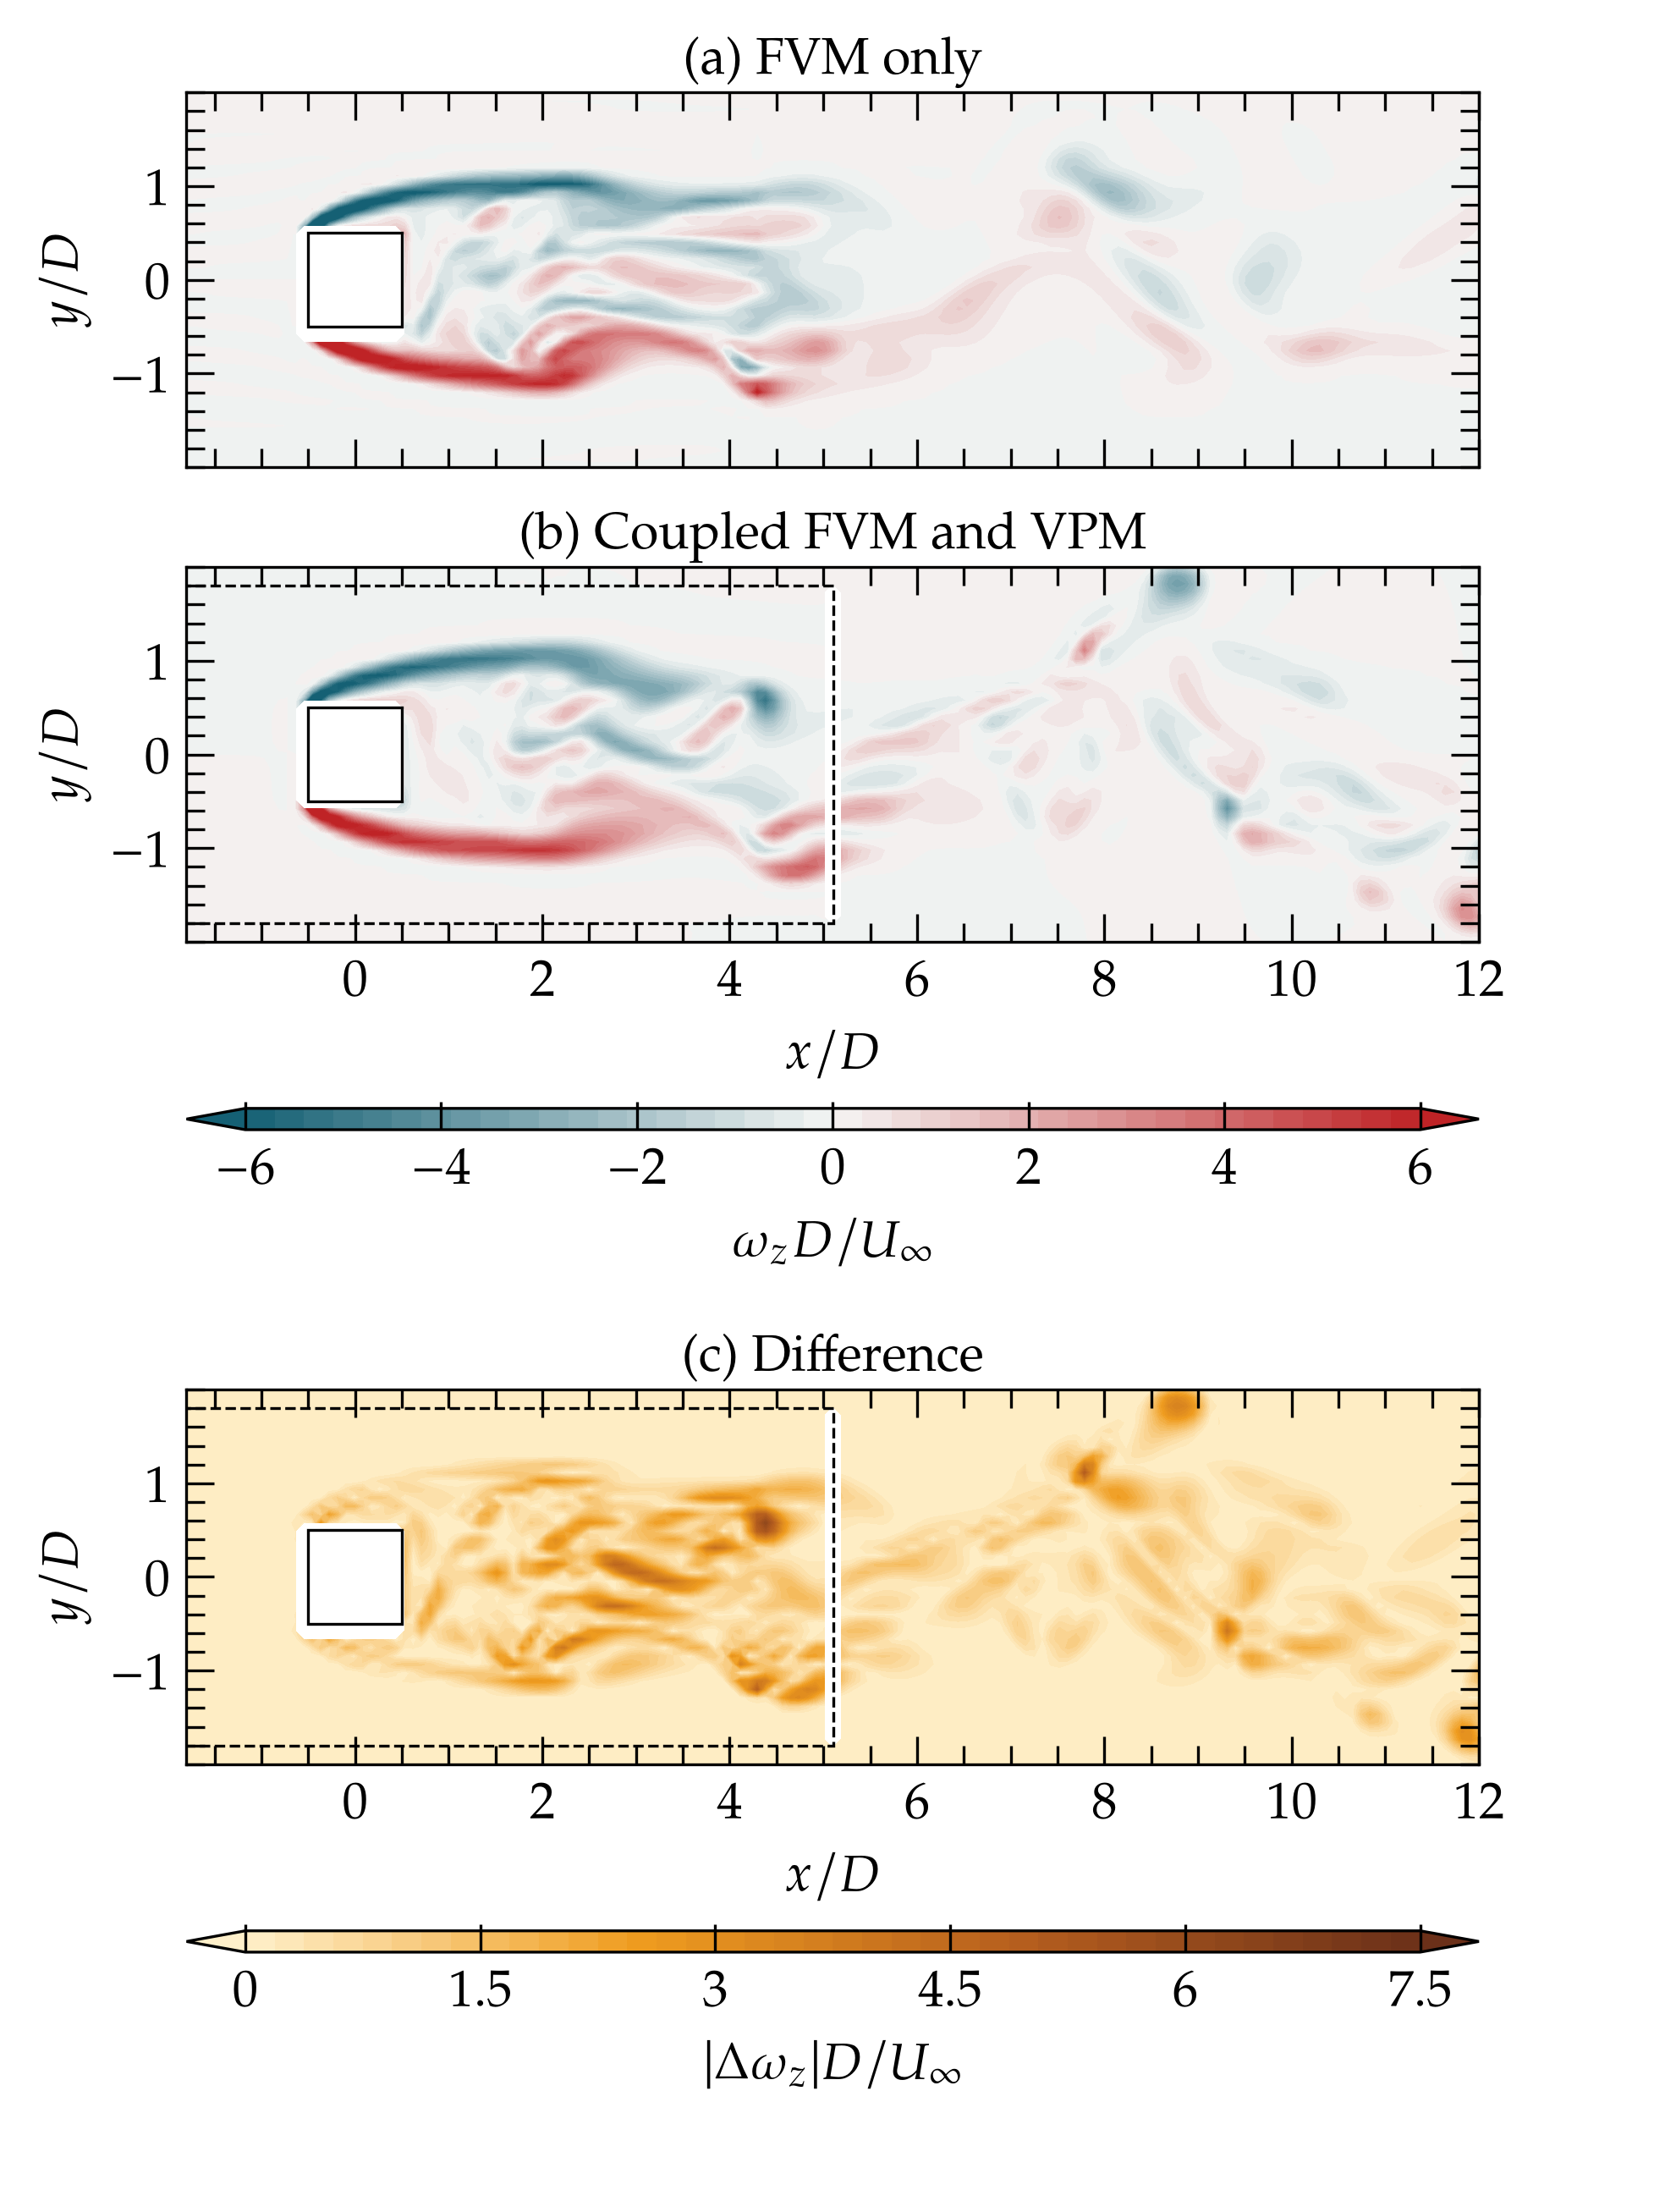 (a) FVM only
y/D
1
0
−1
(b) Coupled FVM and VPM
y/D
1
0
−1
0 2 4 6 8 10 12
x/D
−6 −4 −2 0 2 4 6
ω_z D/U_∞
(c) Difference
y/D
1
0
−1
0 2 4 6 8 10 12
x/D
0 1.5 3 4.5 6 7.5
|Δω_z|D/U_∞